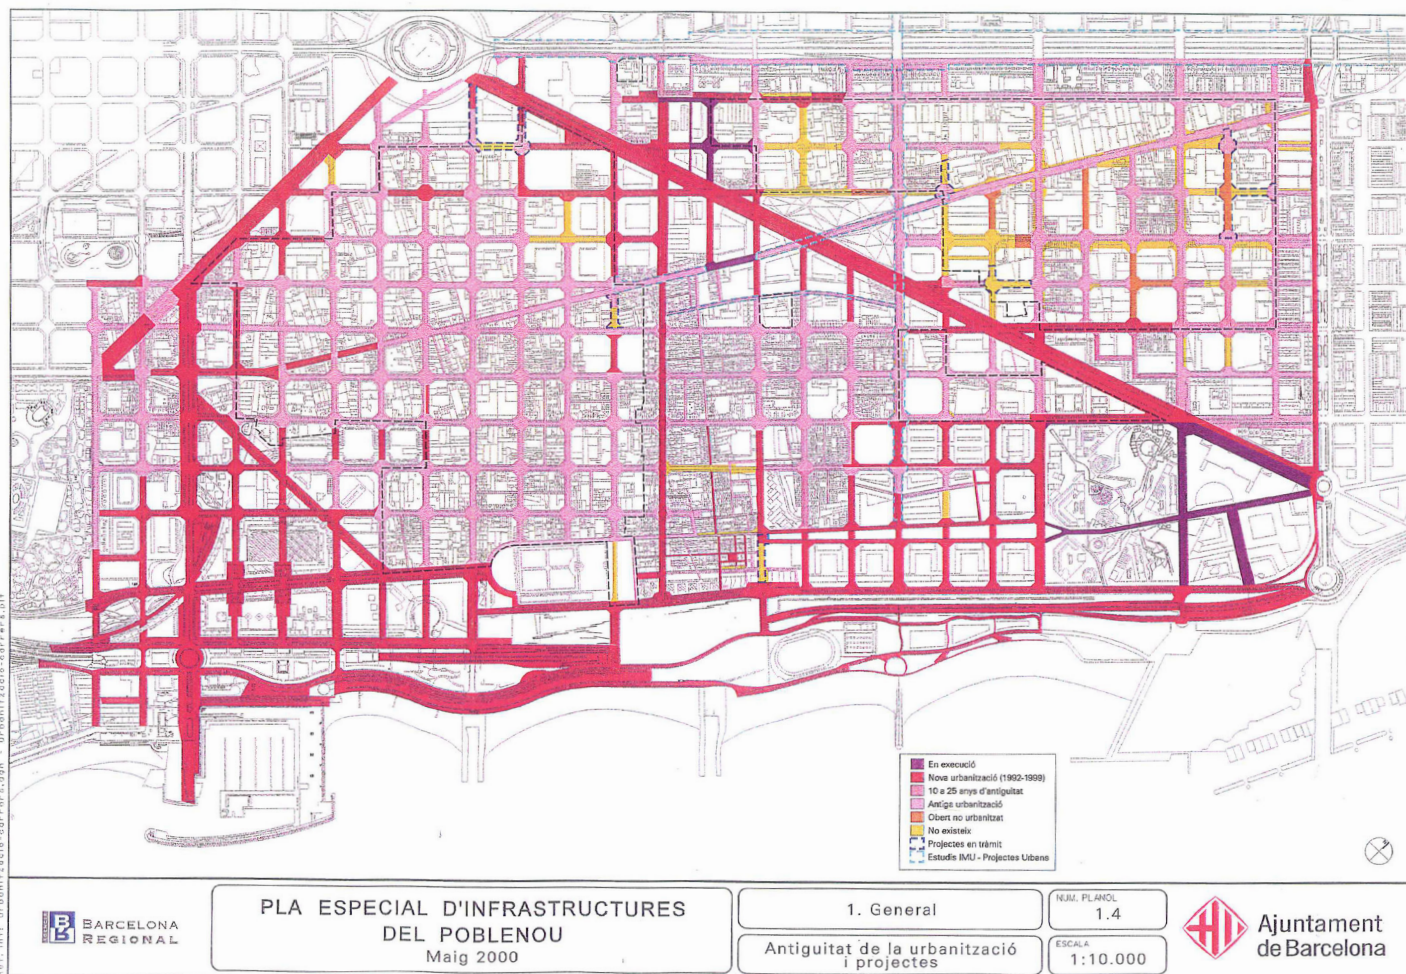 En execució
Nova urbanització (1992-1999)
10 a 25 anys d'antiguitat
Antiga urbanització
Obert no urbanitzat
No existeix
Projectes en tràmit
Estudis IMU - Projectes Urbans
BARCELONA
REGIONAL
PLA ESPECIAL D'INFRASTRUCTURES
DEL POBLENOU
Maig 2000
1. General
Antiguitat de la urbanització
i projectes
NUM. PLANOL
1.4
ESCALA
1:10.000
Ajuntament
de Barcelona